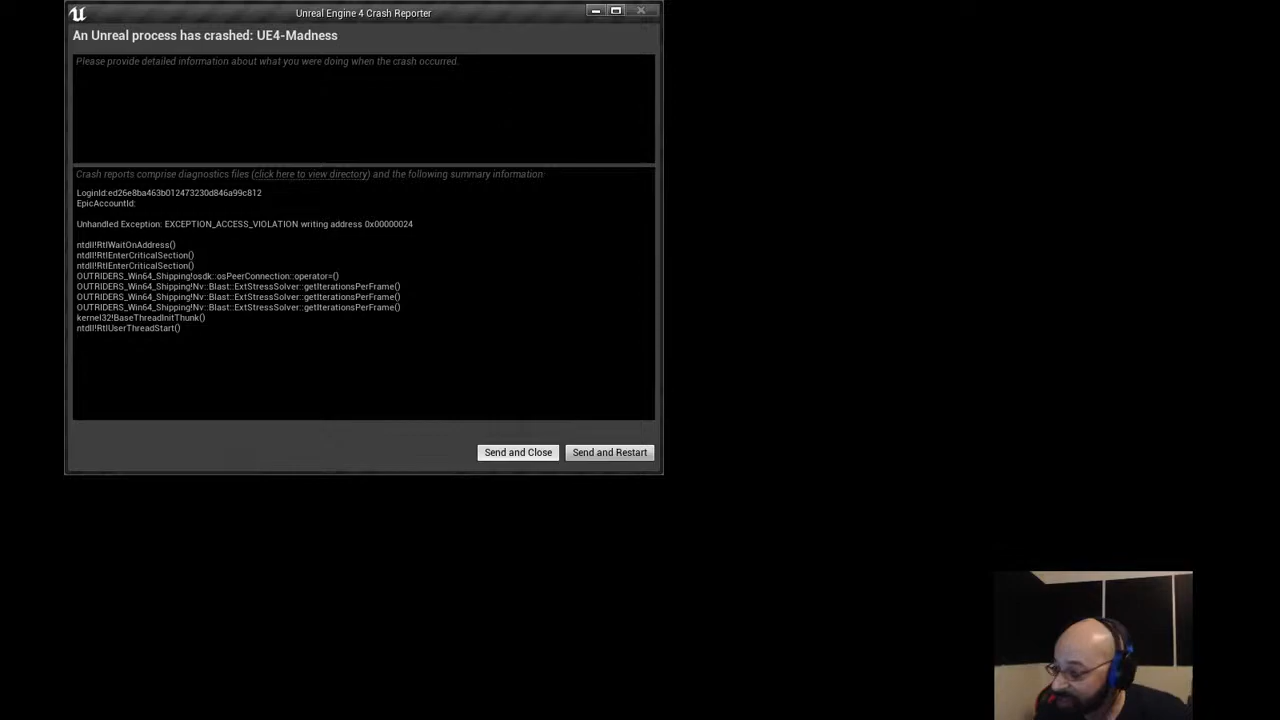 Unreal Engine 4 Crash Reporter
An Unreal process has crashed: UE4-Madness
Please provide detailed information about what you were doing when the crash occurred.
Crash reports comprise diagnostics files (click here to view directory) and the following summary information:
LoginId:ed26e8ba463b012473230d846a99c812
EpicAccountId:
Unhandled Exception: EXCEPTION_ACCESS_VIOLATION writing address 0x00000024
ntdll!RtlWaitOnAddress()
ntdll!RtlEnterCriticalSection()
ntdll!RtlEnterCriticalSection()
OUTRIDERS_Win64_Shipping!osdk::osPeerConnection::operator=()
OUTRIDERS_Win64_Shipping!Nv::Blast::ExtStressSolver::getIterationsPerFrame()
OUTRIDERS_Win64_Shipping!Nv::Blast::ExtStressSolver::getIterationsPerFrame()
OUTRIDERS_Win64_Shipping!Nv::Blast::ExtStressSolver::getIterationsPerFrame()
kernel32!BaseThreadInitThunk()
ntdll!RtlUserThreadStart()
Send and Close
Send and Restart